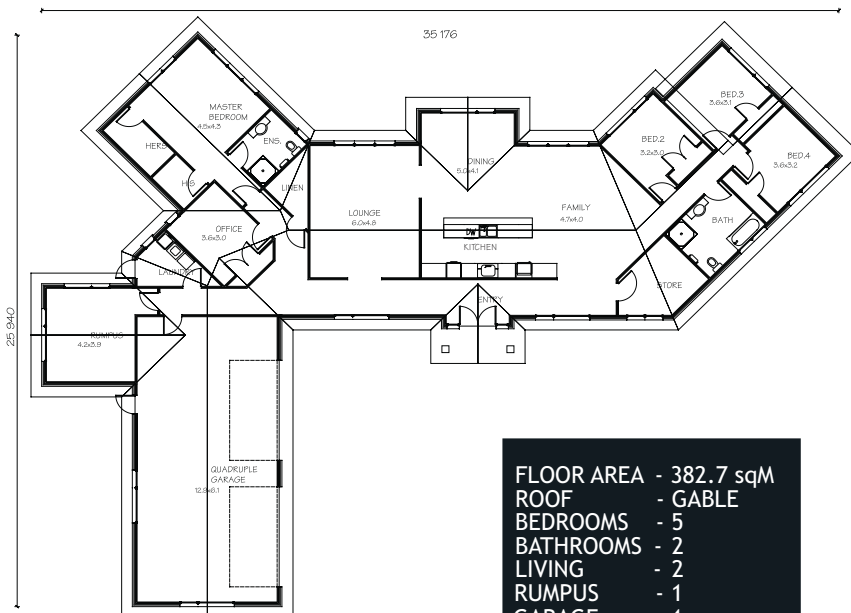 35 176
25 940
MASTER
BEDROOM
4.5x4.3
ENS.
HERS
HIS
LINEN
OFFICE
3.6x3.0
LAUNDRY
RUMPUS
4.2x3.9
QUADRUPLE
GARAGE
12.9x6.1
LOUNGE
6.0x4.8
DINING
5.0x4.1
FAMILY
4.7x4.0
DW
KITCHEN
ENTRY
BED.2
3.2x3.0
BED.3
3.6x3.1
BED.4
3.6x3.2
BATH
STORE
FLOOR AREA - 382.7 sqM
ROOF - GABLE
BEDROOMS - 5
BATHROOMS - 2
LIVING - 2
RUMPUS - 1